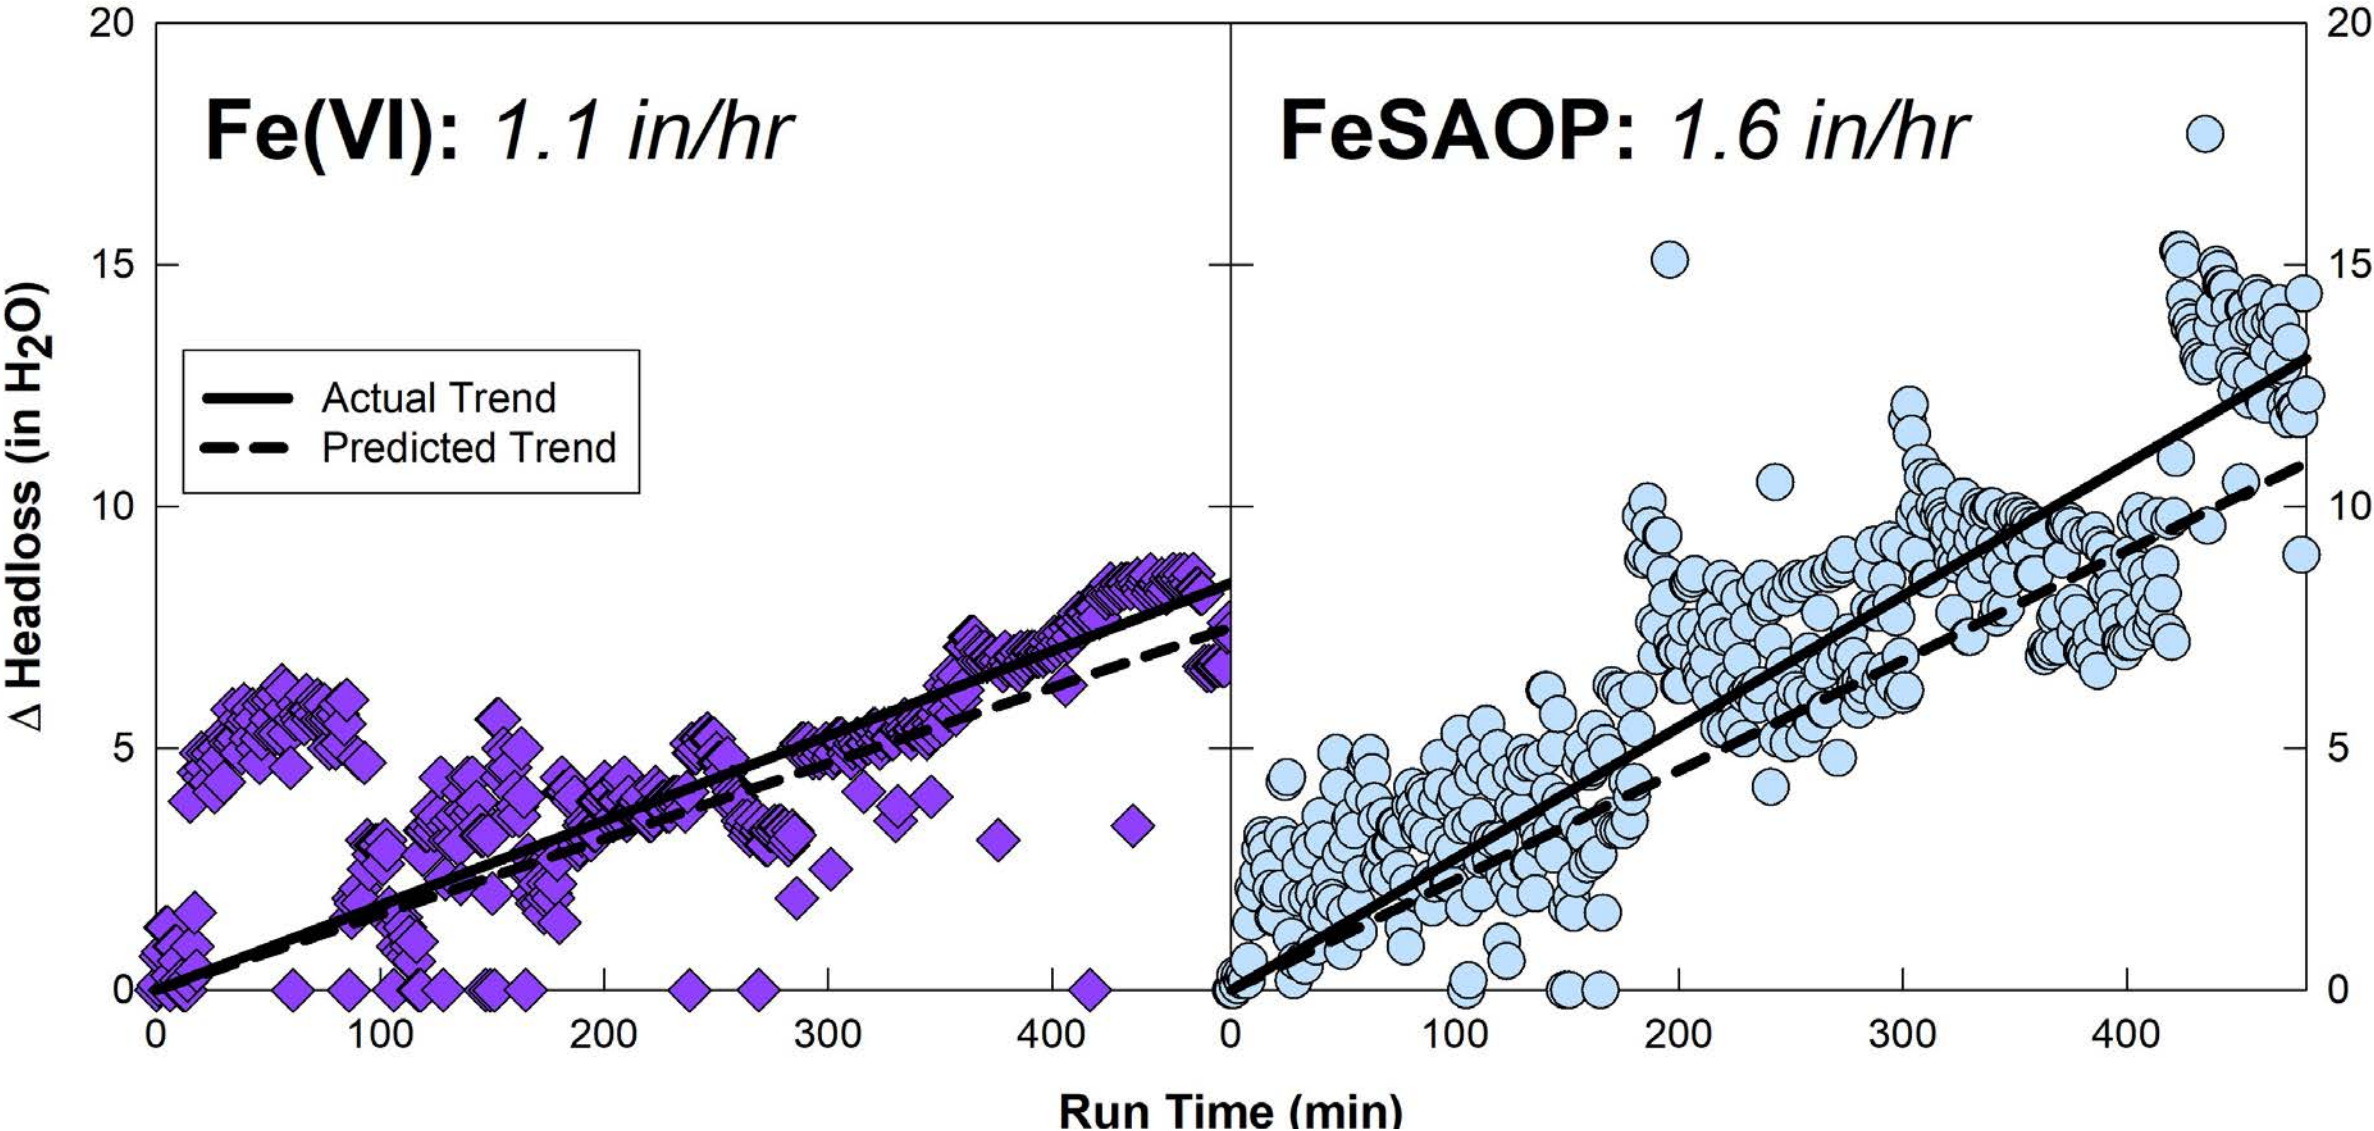 20
15
10
5
0
Δ Headloss (in H2O)
Fe(VI): 1.1 in/hr
Actual Trend
Predicted Trend
0 100 200 300 400
FeSAOP: 1.6 in/hr
20
15
10
5
0
0 100 200 300 400
Run Time (min)